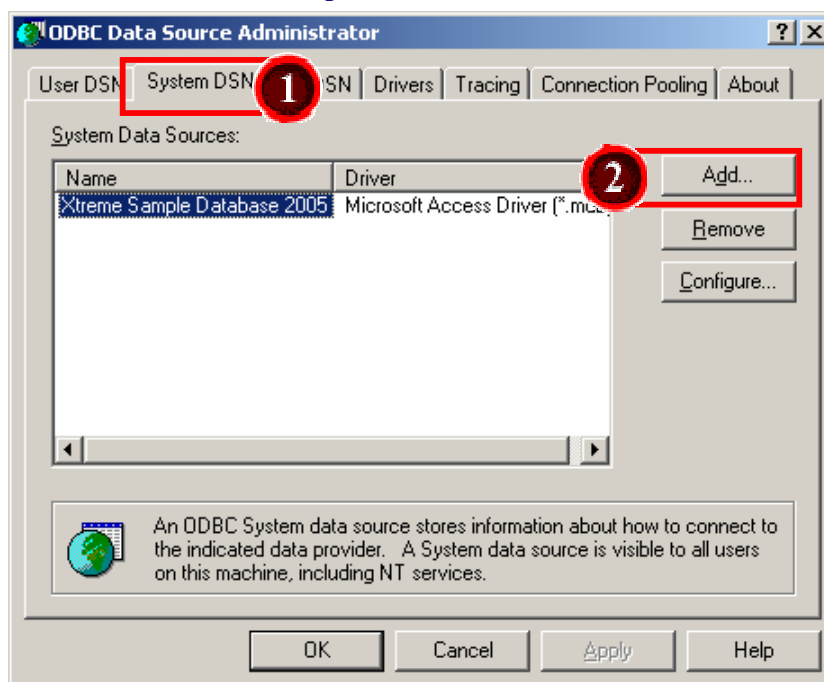 ODBC Data Source Administrator
User DSN System DSN 1 SN Drivers Tracing Connection Pooling About
System Data Sources:
Name Driver 2 Add...
Xtreme Sample Database 2005 Microsoft Access Driver (*.m
Remove
Configure...
An ODBC System data source stores information about how to connect to
the indicated data provider. A System data source is visible to all users
on this machine, including NT services.
OK Cancel Apply Help